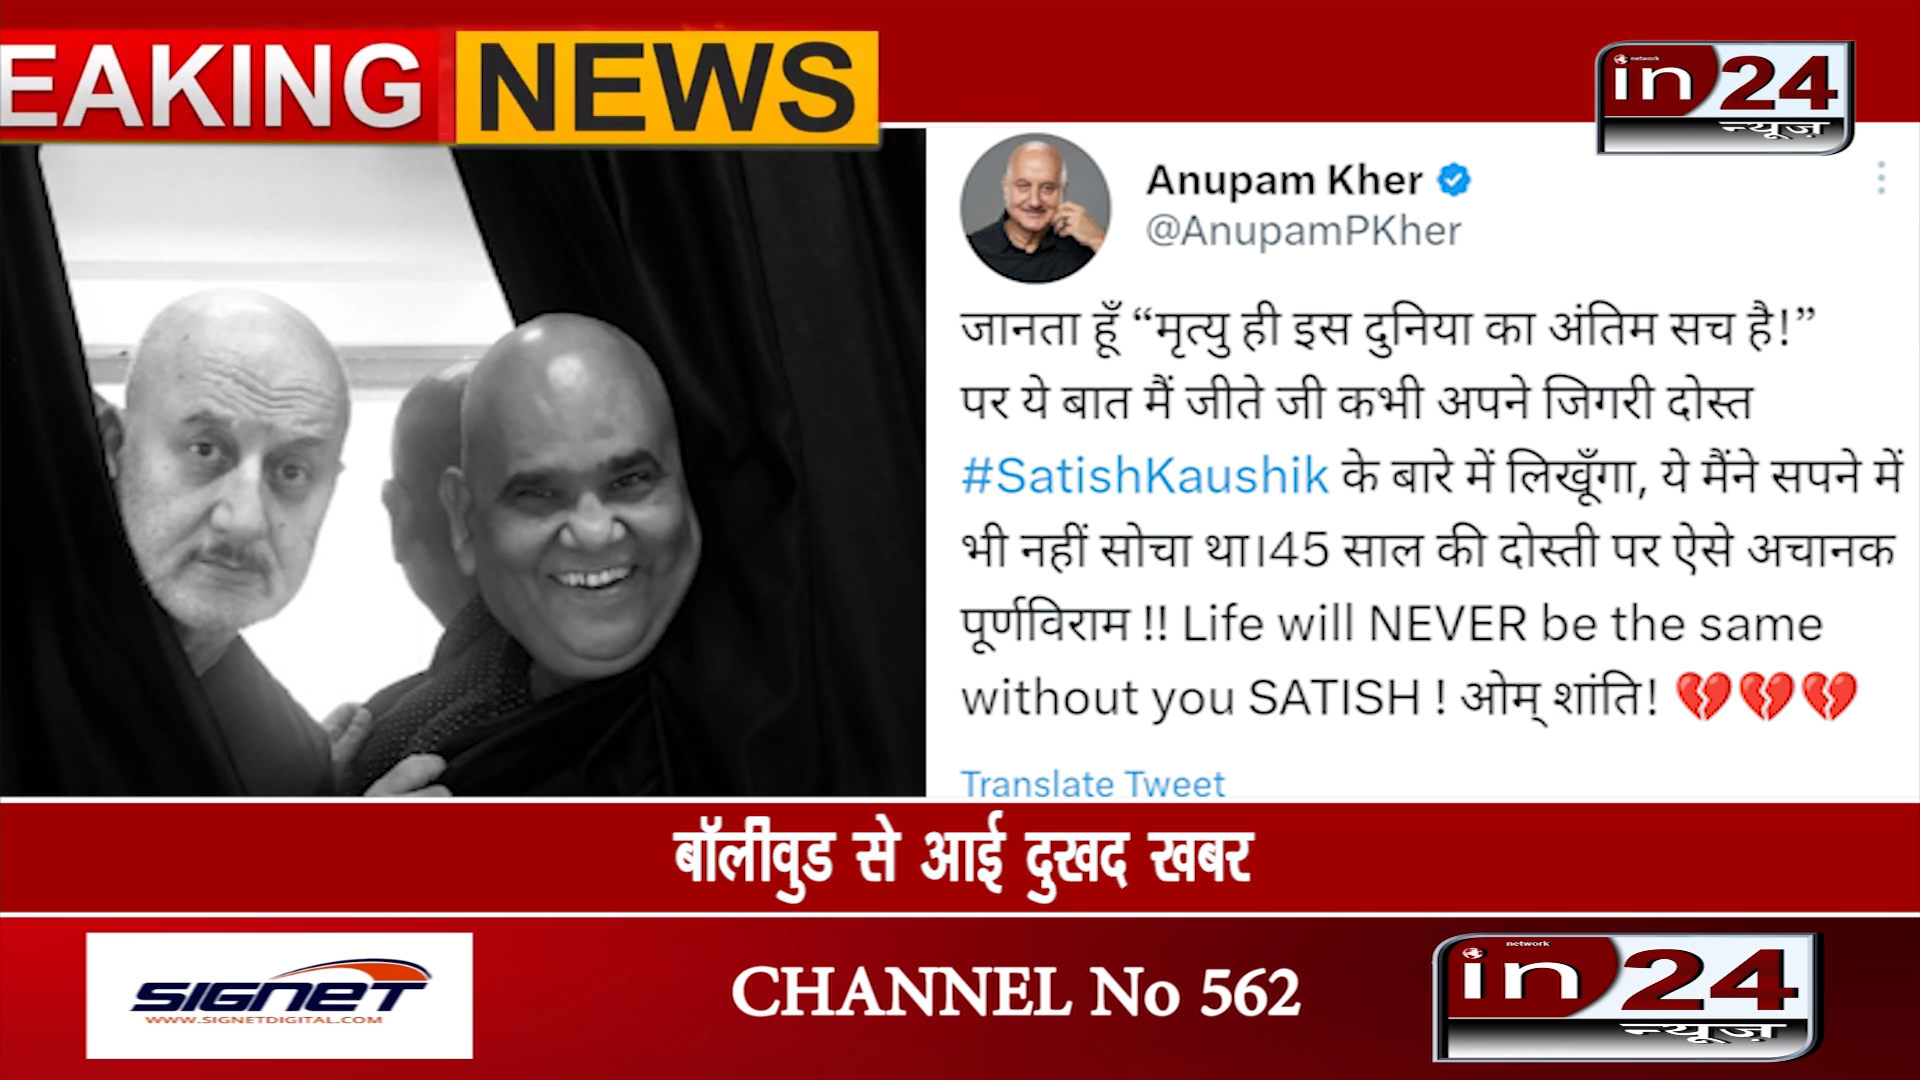 EAKING NEWS
network
in 24
न्यूज़
Anupam Kher
@AnupamPKher
जानता हूँ “मृत्यु ही इस दुनिया का अंतिम सच है!”
पर ये बात मैं जीते जी कभी अपने जिगरी दोस्त
#SatishKaushik के बारे में लिखूँगा, ये मैंने सपने में
भी नहीं सोचा था।45 साल की दोस्ती पर ऐसे अचानक
पूर्णविराम !! Life will NEVER be the same
without you SATISH ! ओम् शांति! 💔💔💔
Translate Tweet
बॉलीवुड से आई दुखद खबर
SIGNET
WWW.SIGNETDIGITAL.COM
CHANNEL No 562
network
in 24
न्यूज़